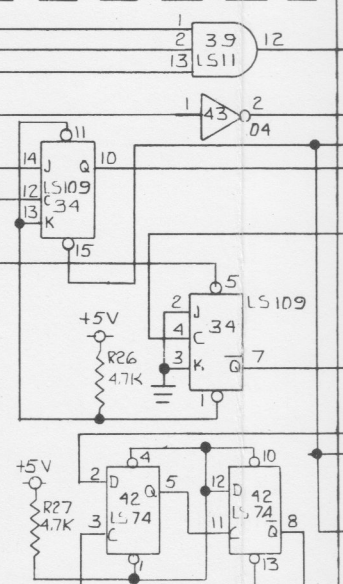 1
2 39 12
13 LS11
1 43 2
04
11
14 J Q 10
12 C LS109
13 K 34
15
5
2 J LS109
4 C 34
3 K Q 7
1
+5V
R26
4.7K
4 10
2 D Q 5 12 D
42 42
LS74 LS74
3 C 11 C Q 8
1 13
+5V
R27
4.7K